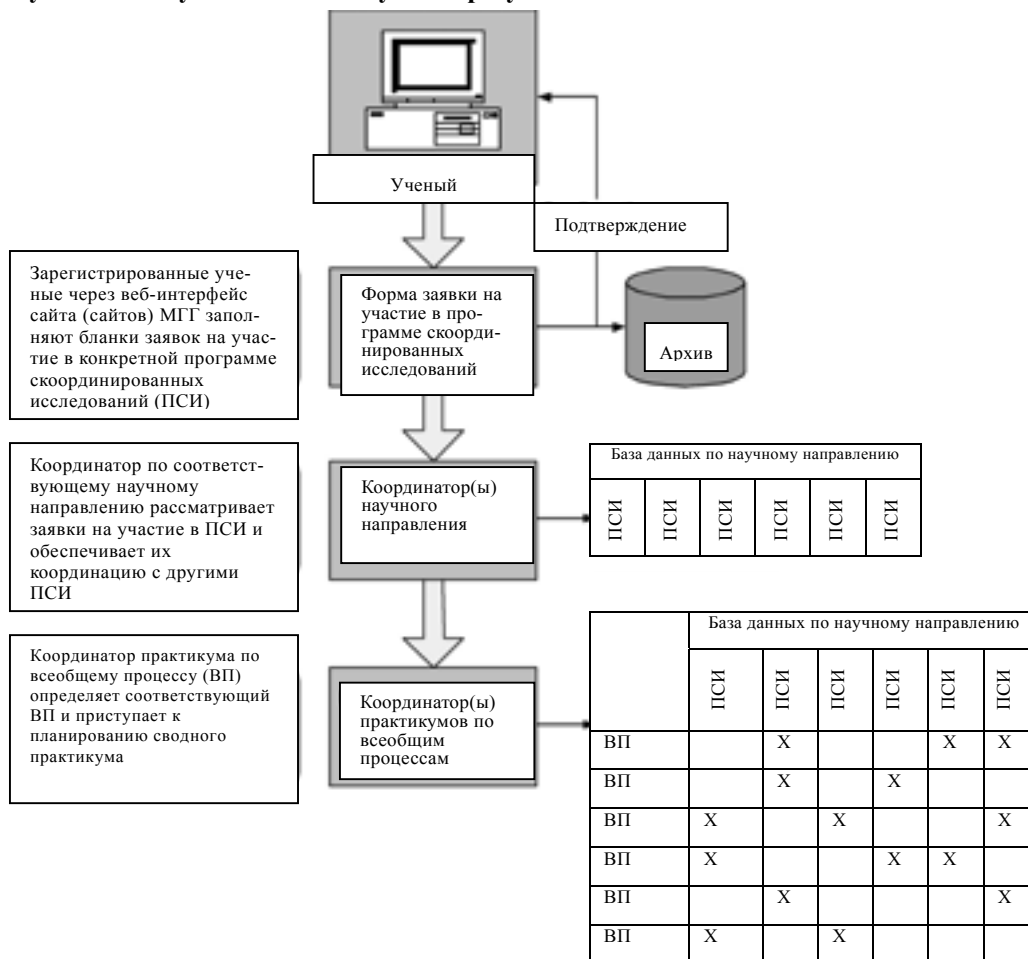 Ученый
Подтверждение
Зарегистрированные уче-
ные через веб-интерфейс
сайта (сайтов) МГГ запол-
няют бланки заявок на учас-
тие в конкретной программе
скоординированных
исследований (ПСИ)
Форма заявки на
участие в про-
грамме скоорди-
нированных
исследований
Архив
Координатор по соответст-
вующему научному
направлению рассматривает
заявки на участие в ПСИ и
обеспечивает их
координацию с другими
ПСИ
Координатор(ы)
научного
направления
База данных по научному направлению
ПСИ ПСИ ПСИ ПСИ ПСИ ПСИ
Координатор практикума по
всеобщему процессу (ВП)
определяет соответствующий
ВП и приступает к
планированию сводного
практикума
Координатор(ы)
практикумов по
всеобщим
процессам
База данных по научному направлению
ПСИ ПСИ ПСИ ПСИ ПСИ ПСИ
ВП Х Х Х
ВП Х Х
ВП Х Х Х
ВП Х Х Х
ВП Х Х
ВП Х Х